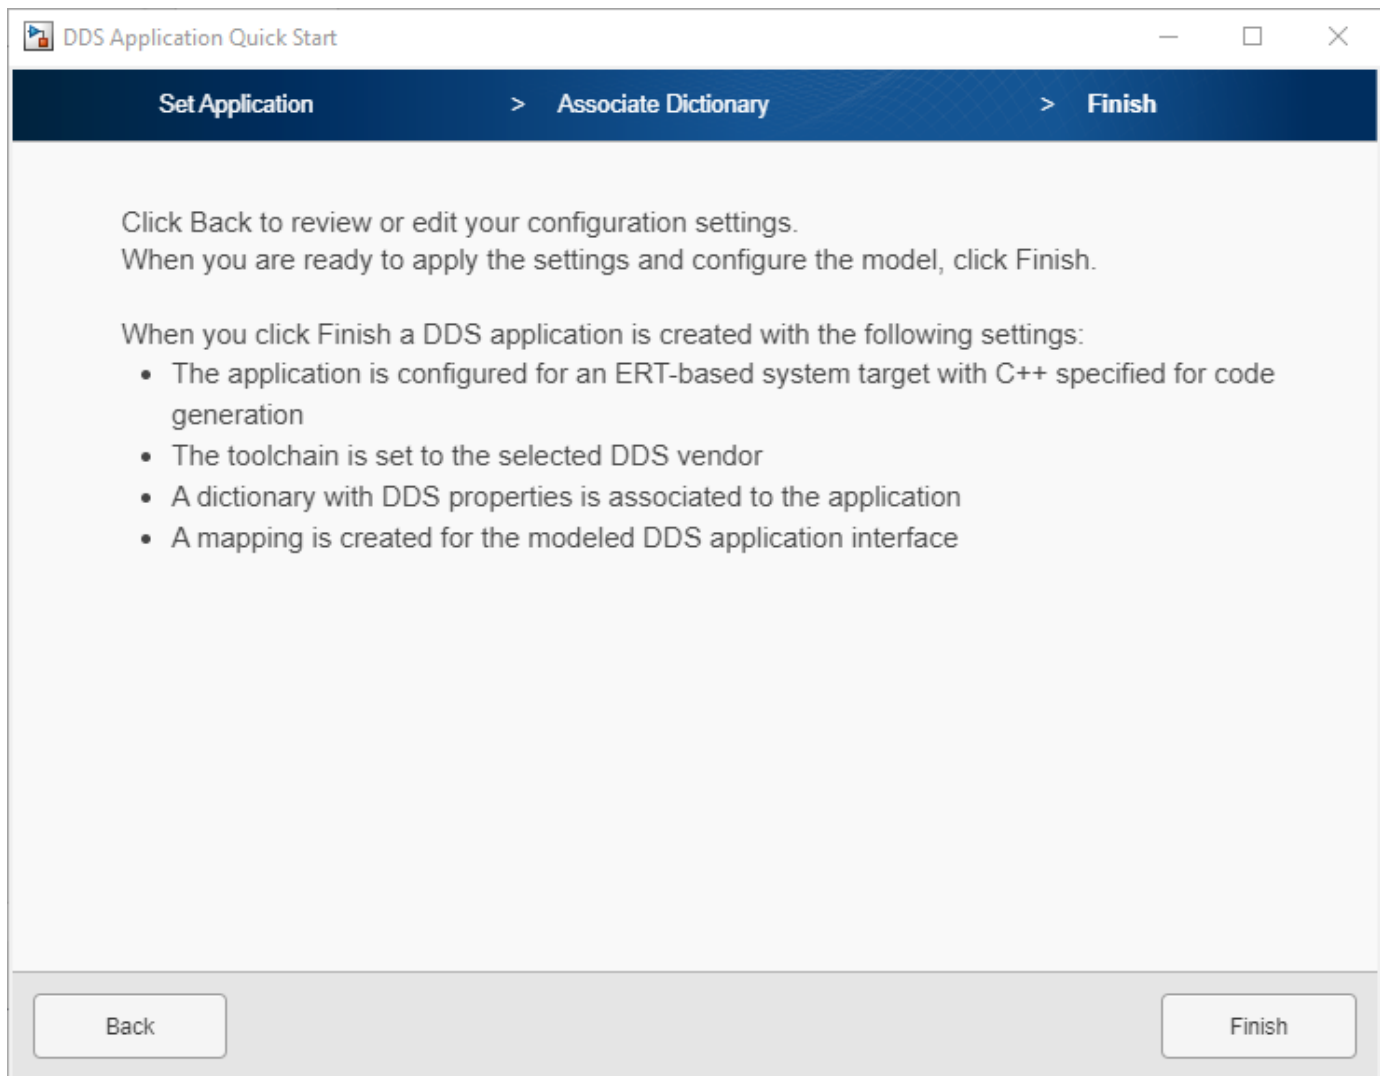 DDS Application Quick Start
Set Application > Associate Dictionary > Finish
Click Back to review or edit your configuration settings.
When you are ready to apply the settings and configure the model, click Finish.
When you click Finish a DDS application is created with the following settings:
• The application is configured for an ERT-based system target with C++ specified for code
generation
• The toolchain is set to the selected DDS vendor
• A dictionary with DDS properties is associated to the application
• A mapping is created for the modeled DDS application interface
Back
Finish